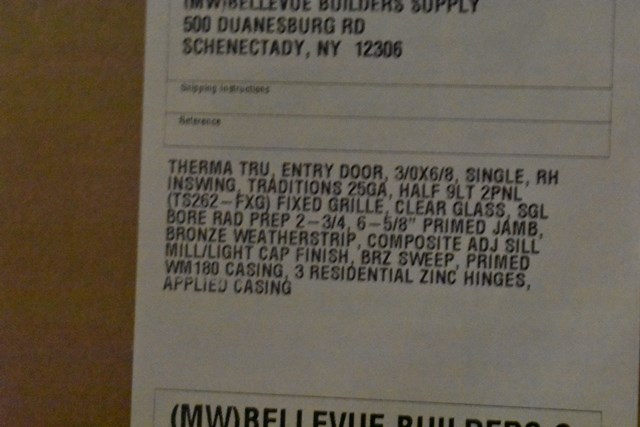 (MW)BELLEVUE BUILDERS SUPPLY
500 DUANESBURG RD
SCHENECTADY, NY 12306
Shipping Instructions
Reference
THERMA TRU, ENTRY DOOR, 3/0X6/8, SINGLE, RH
INSWING, TRADITIONS 25GA, HALF 9LT 2PNL
(TS262-FXG) FIXED GRILLE, CLEAR GLASS, SGL
BORE RAD PREP 2-3/4, 6-5/8" PRIMED JAMB,
BRONZE WEATHERSTRIP, COMPOSITE ADJ SILL
MILL/LIGHT CAP FINISH, BRZ SWEEP, PRIMED
WM180 CASING, 3 RESIDENTIAL ZINC HINGES,
APPLIED CASING
(MW)BELLEVUE BUILDERS